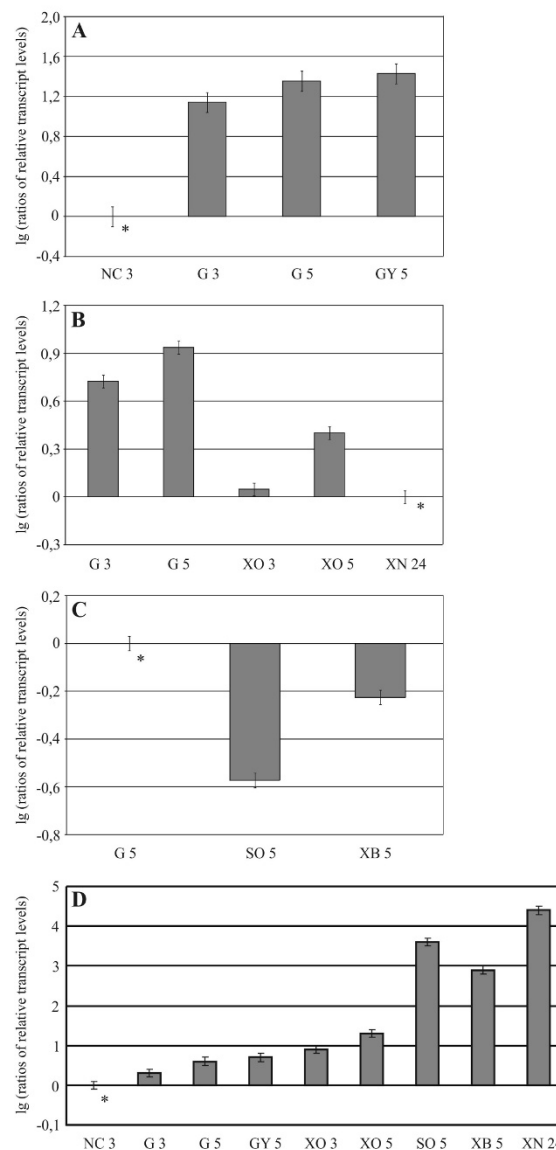 A
lg (ratios of relative transcript levels)
2,0
1,6
1,2
0,8
0,4
0
-0,4
*
NC 3 G 3 G 5 GY 5
B
lg (ratios of relative transcript levels)
1,2
0,9
0,6
0,3
0
-0,3
*
G 3 G 5 XO 3 XO 5 XN 24
C
lg (ratios of relative transcript levels)
0,2
0
-0,2
-0,4
-0,6
-0,8
*
G 5 SO 5 XB 5
D
lg (ratios of relative transcript levels)
5
4
3
2
1
0
-0,1
*
NC 3 G 3 G 5 GY 5 XO 3 XO 5 SO 5 XB 5 XN 24